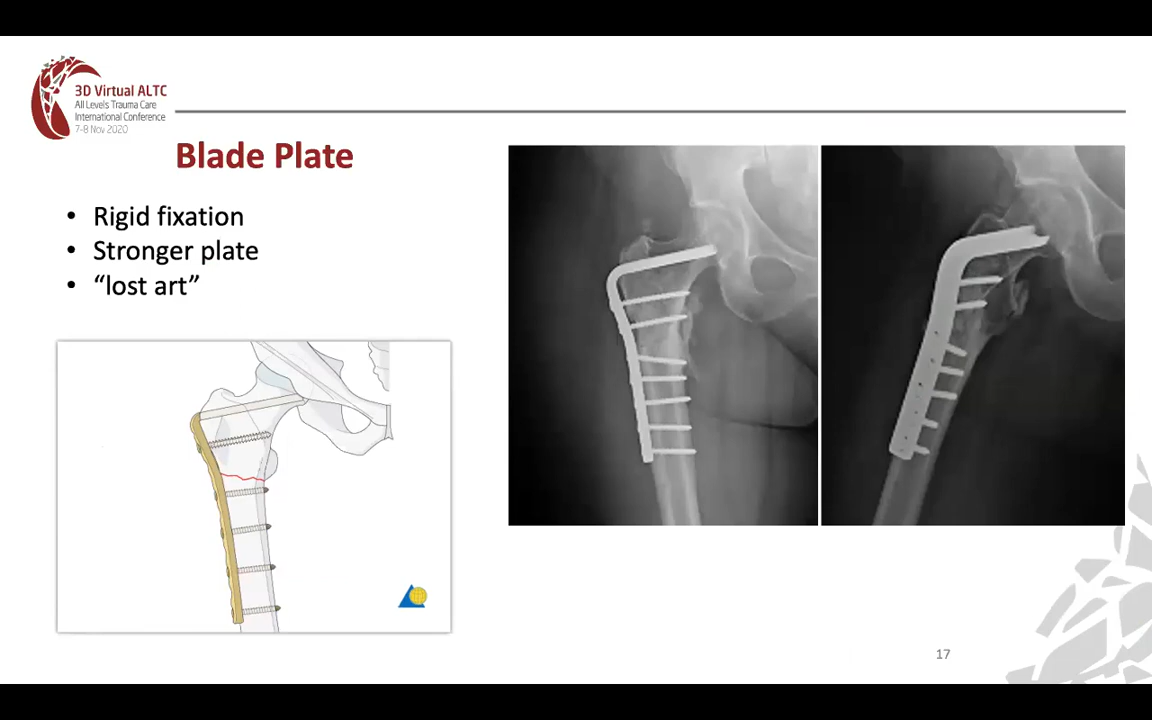 3D Virtual ALTC
All Levels Trauma Care
International Conference
7-8 Nov 2020
Blade Plate
• Rigid fixation
• Stronger plate
• “lost art”
17